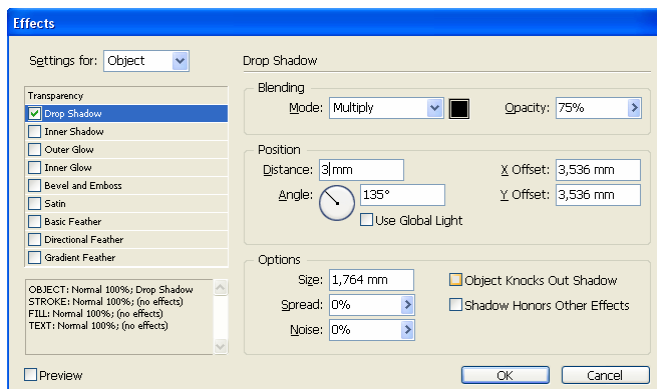 Effects
Settings for: Object
Transparency
Drop Shadow
Inner Shadow
Outer Glow
Inner Glow
Bevel and Emboss
Satin
Basic Feather
Directional Feather
Gradient Feather
OBJECT: Normal 100%; Drop Shadow
STROKE: Normal 100%; (no effects)
FILL: Normal 100%; (no effects)
TEXT: Normal 100%; (no effects)
Preview
Drop Shadow
Blending
Mode: Multiply Opacity: 75%
Position
Distance: 3 mm X Offset: 3,536 mm
Angle: 135° Y Offset: 3,536 mm
Use Global Light
Options
Size: 1,764 mm Object Knocks Out Shadow
Spread: 0% Shadow Honors Other Effects
Noise: 0%
OK Cancel